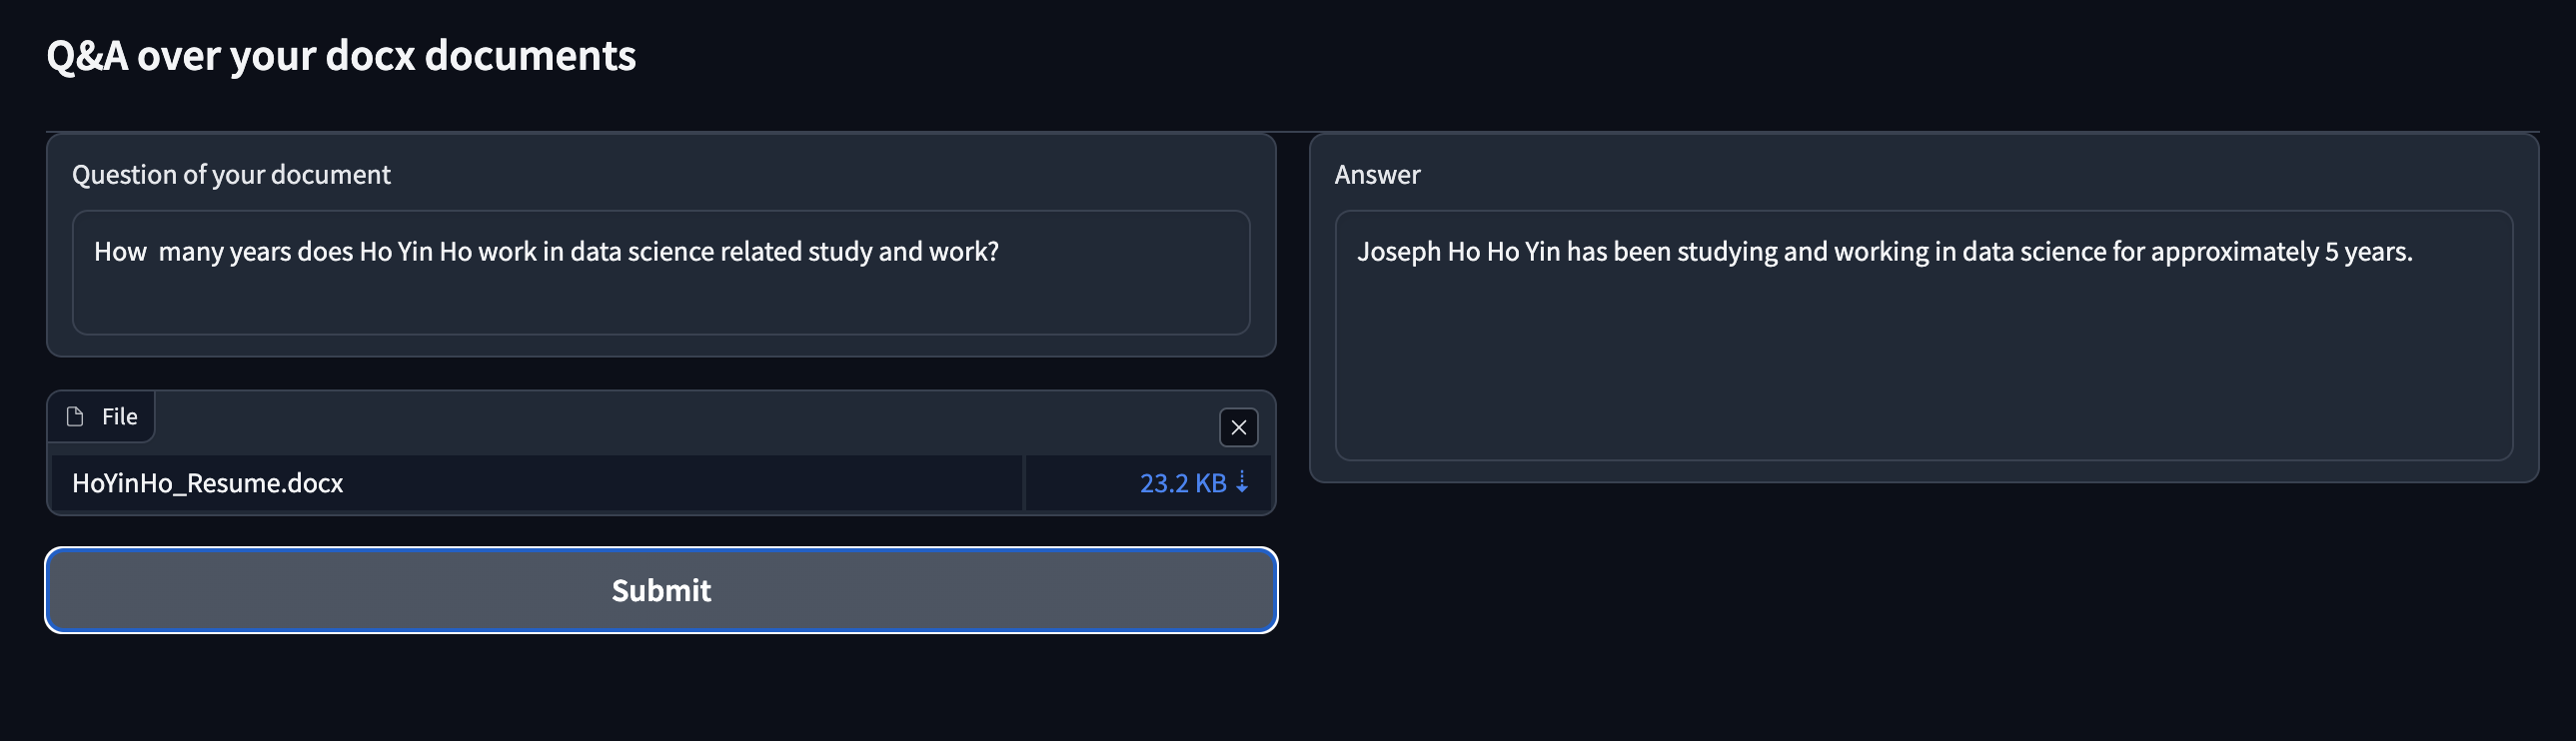 Q&A over your docx documents
Question of your document
How  many years does Ho Yin Ho work in data science related study and work?
File
HoYinHo_Resume.docx
23.2 KB ⇣
Submit
Answer
Joseph Ho Ho Yin has been studying and working in data science for approximately 5 years.